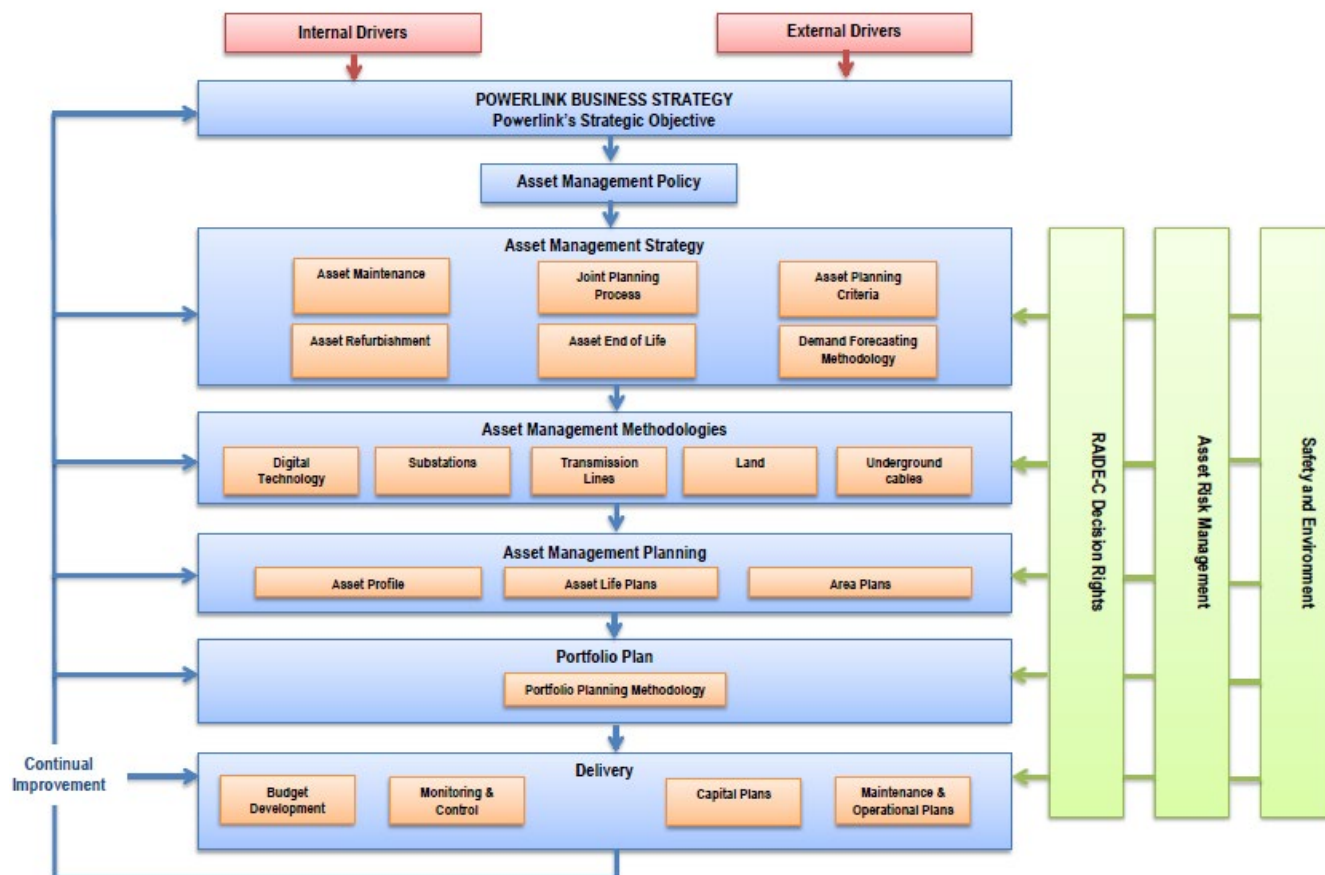 Internal Drivers
External Drivers
POWERLINK BUSINESS STRATEGY
Powerlink's Strategic Objective
Asset Management Policy
Asset Management Strategy
Asset Maintenance
Joint Planning
Process
Asset Planning
Criteria
Asset Refurbishment
Asset End of Life
Demand Forecasting
Methodology
Asset Management Methodologies
Digital
Technology
Substations
Transmission
Lines
Land
Underground
cables
Asset Management Planning
Asset Profile
Asset Life Plans
Area Plans
Portfolio Plan
Portfolio Planning Methodology
Continual
Improvement
Delivery
Budget
Development
Monitoring &
Control
Capital Plans
Maintenance &
Operational Plans
RAIDE-C Decision Rights
Asset Risk Management
Safety and Environment